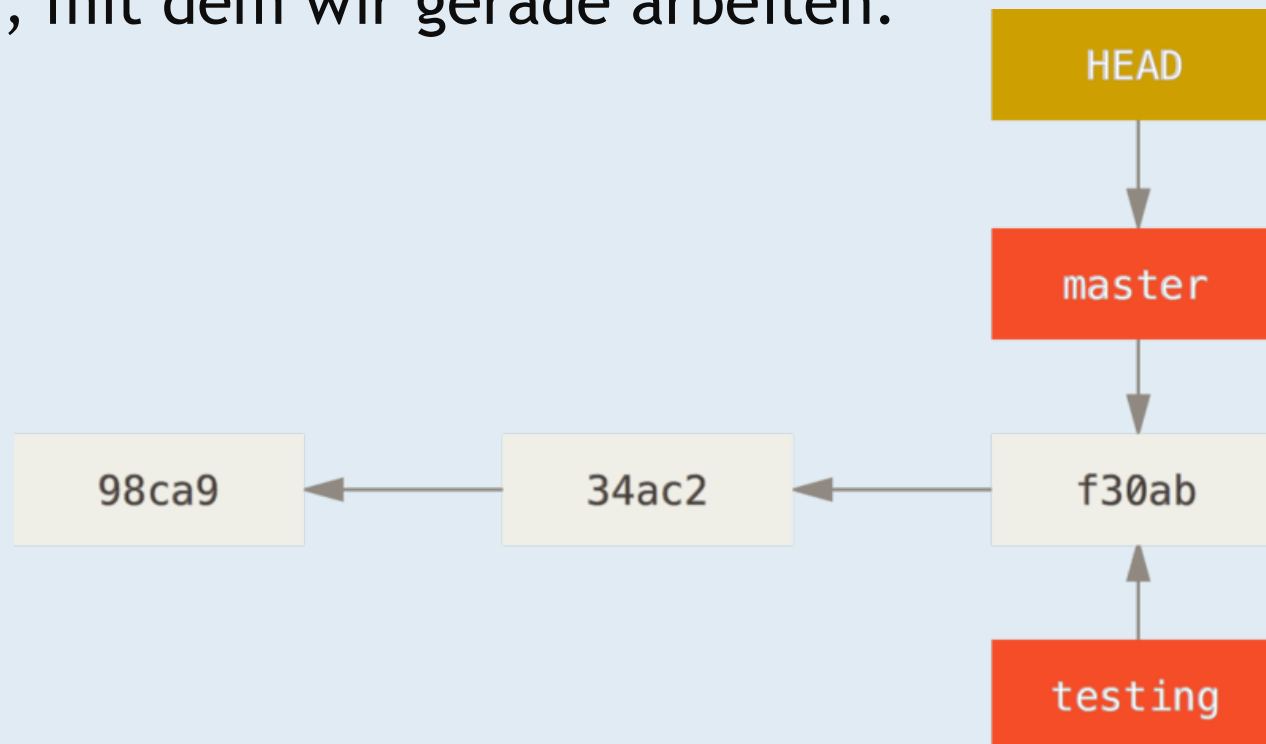 , mit dem wir gerade arbeiten.
HEAD
master
98ca9 34ac2 f30ab
testing